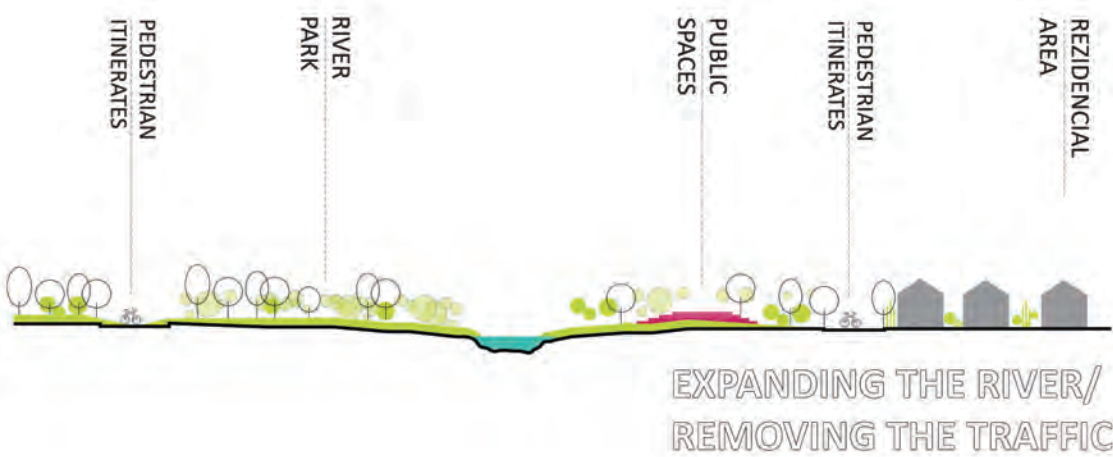 PEDESTRIAN
ITINERATES
RIVER
PARK
PUBLIC
SPACES
PEDESTRIAN
ITINERATES
REZIDENCIAL
AREA
EXPANDING THE RIVER/
REMOVING THE TRAFFIC